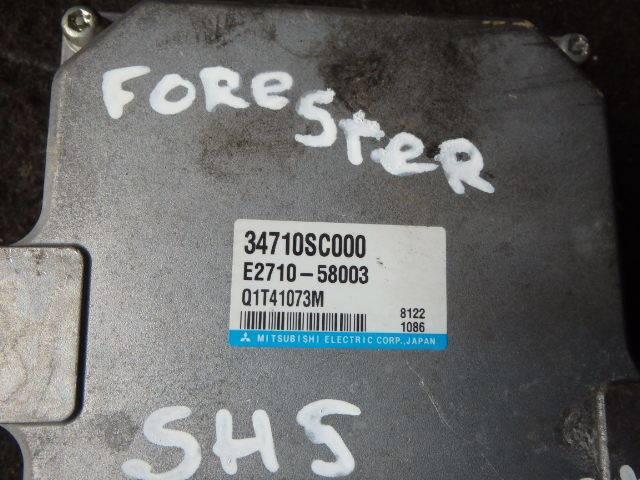 FOReSTeR
34710SC000
E2710-58003
Q1T41073M
8122
1086
MITSUBISHI ELECTRIC CORP., JAPAN
SH5